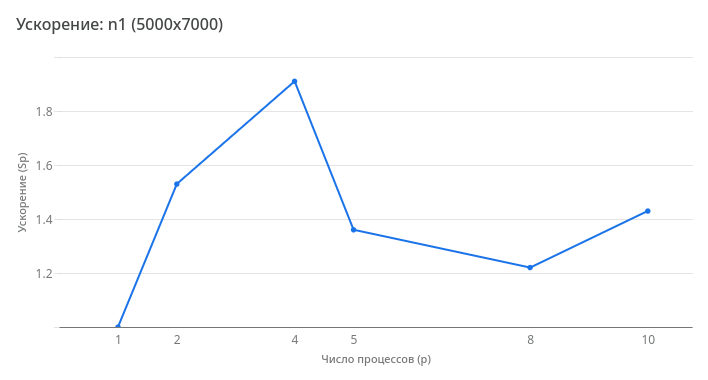 Ускорение: n1 (5000x7000)
Ускорение (Sp)
1.8
1.6
1.4
1.2
1 2 4 5 8 10
Число процессов (p)